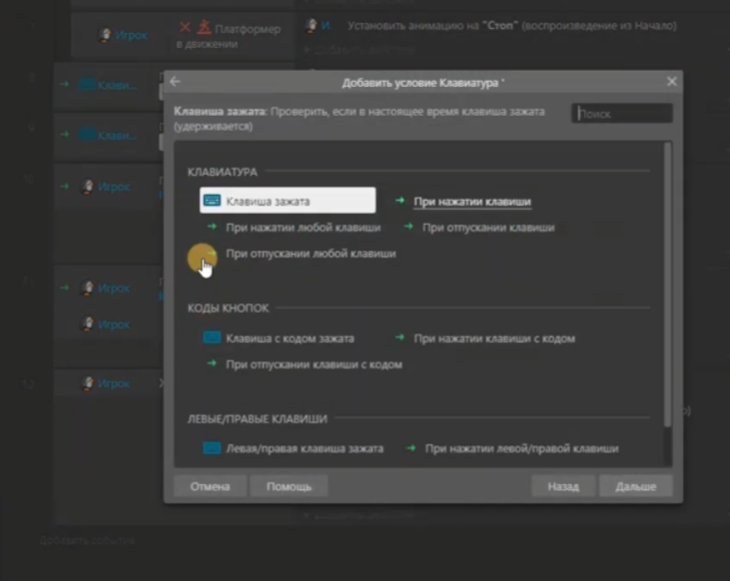 Игрок
Платформер
в движении
И.
Установить анимацию на "Стоп" (воспроизведение из Начало)
Добавить условие Клавиатура *
Клавиша зажата: Проверить, если в настоящее время клавиша зажата
(удерживается)
Поиск
КЛАВИАТУРА
Клавиша зажата
При нажатии клавиши
При нажатии любой клавиши
При отпускании клавиши
При отпускании любой клавиши
КОДЫ КНОПОК
Клавиша с кодом зажата
При нажатии клавиши с кодом
При отпускании клавиши с кодом
ЛЕВЫЕ/ПРАВЫЕ КЛАВИШИ
Левая/правая клавиша зажата
При нажатии левой/правой клавиши
Отмена
Помощь
Назад
Дальше
Клави...
Клави...
Игрок
Игрок
Игрок
12
Игрок
Добавить событие